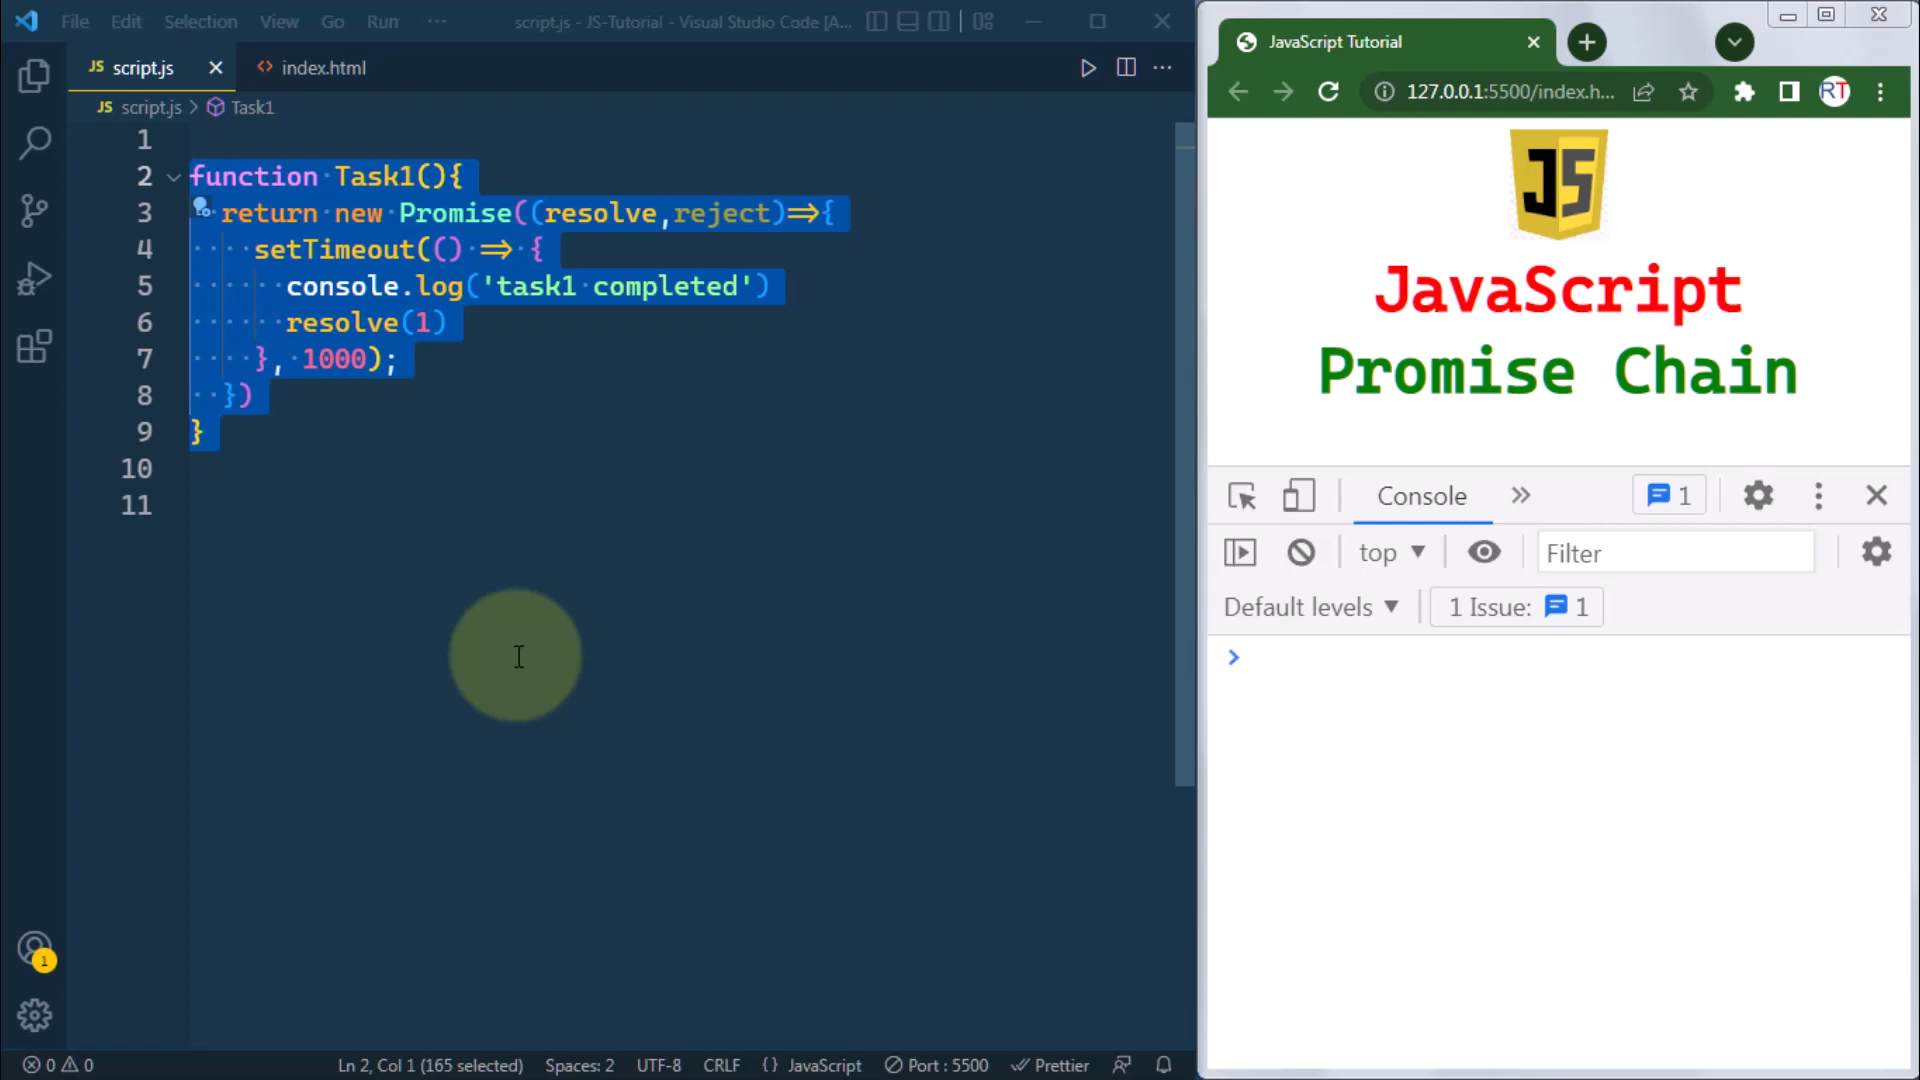 File Edit Selection View Go Run ··· script.js - JS-Tutorial - Visual Studio Code [A...
JS script.js
<> index.html
JS script.js > Task1
1
2 function Task1(){
3 return new Promise((resolve,reject)=>{
4 setTimeout(() => {
5 console.log('task1 completed')
6 resolve(1)
7 }, 1000);
8 })
9 }
10
11
1
0 0 Ln 2, Col 1 (165 selected) Spaces: 2 UTF-8 CRLF {} JavaScript Port : 5500 Prettier
JavaScript Tutorial
127.0.0.1:5500/index.h... RT
JS
JavaScript
Promise Chain
Console » 1
top Filter
Default levels 1 Issue: 1
>